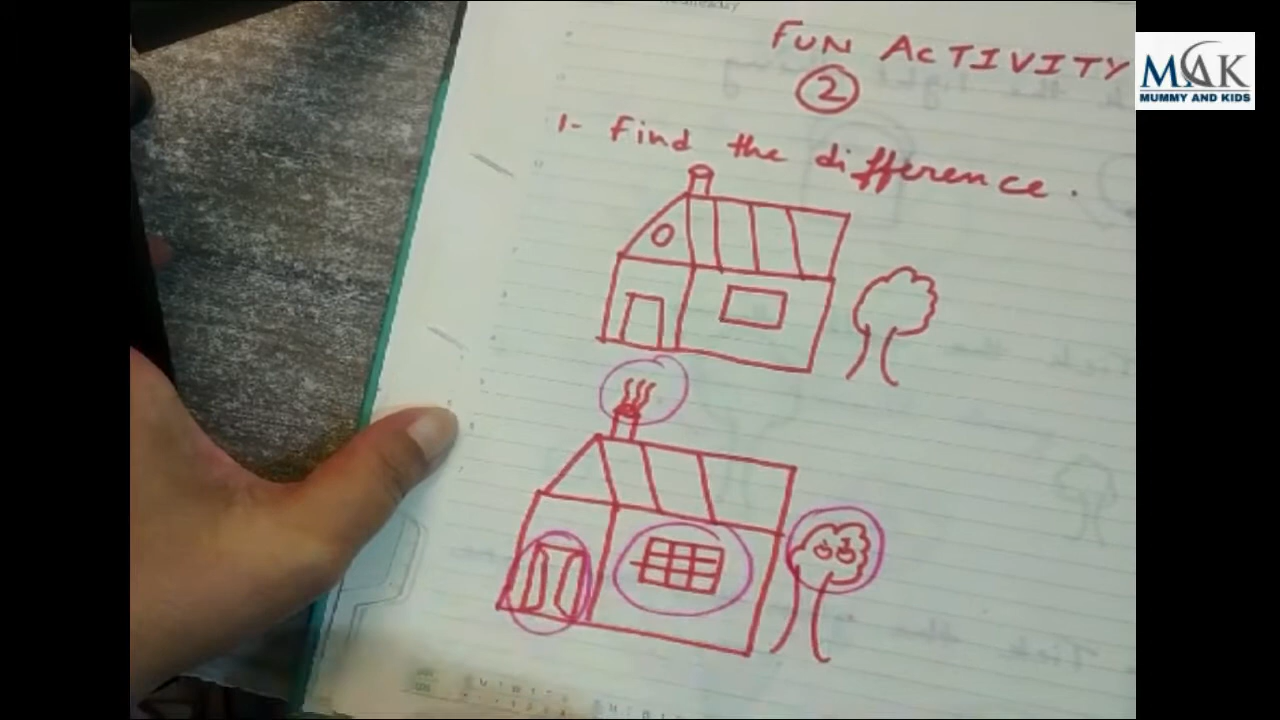 FUN ACTIVITY
2
1- Find the difference.
MAK
MUMMY AND KIDS